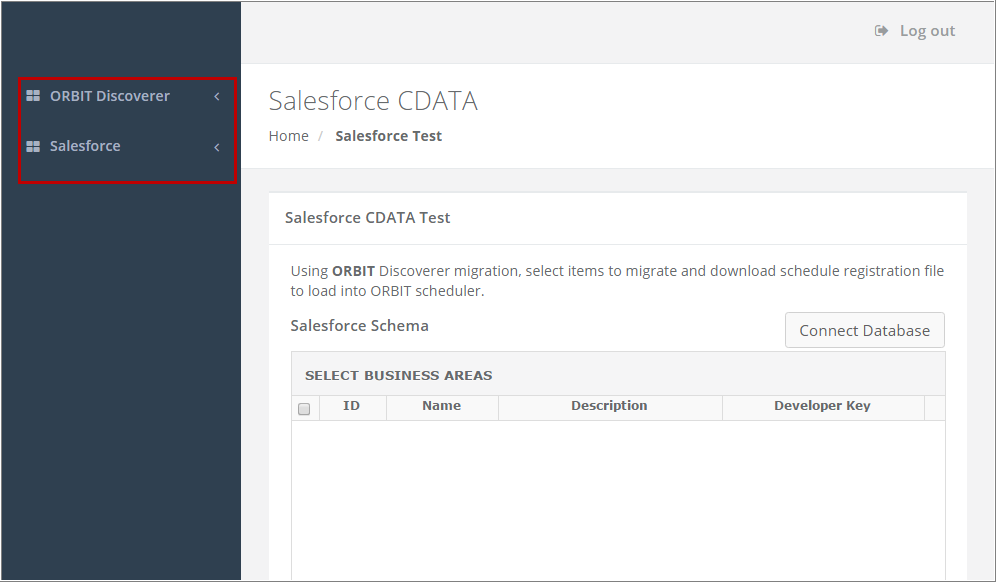 Log out
ORBIT Discoverer
Salesforce
Salesforce CDATA
Home / Salesforce Test
Salesforce CDATA Test
Using ORBIT Discoverer migration, select items to migrate and download schedule registration file
to load into ORBIT scheduler.
Salesforce Schema
Connect Database
SELECT BUSINESS AREAS
ID Name Description Developer Key